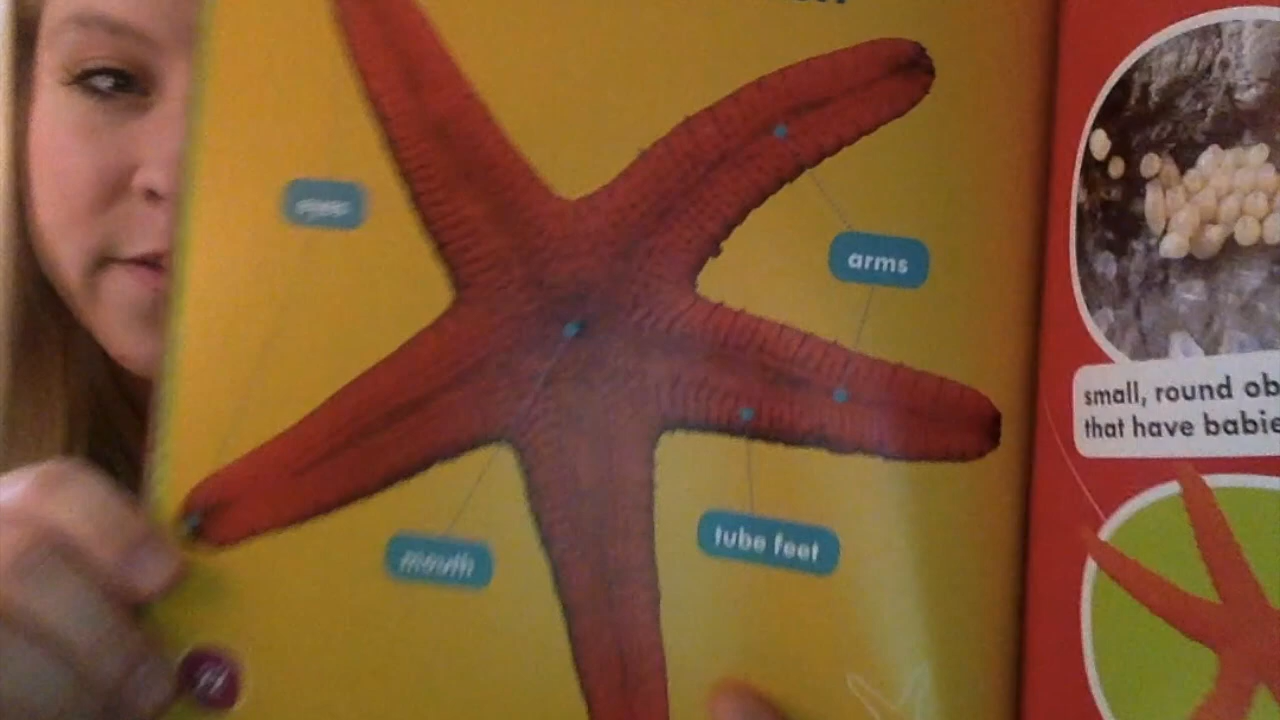 eyes
arms
mouth
tube feet
small, round ob
that have babie